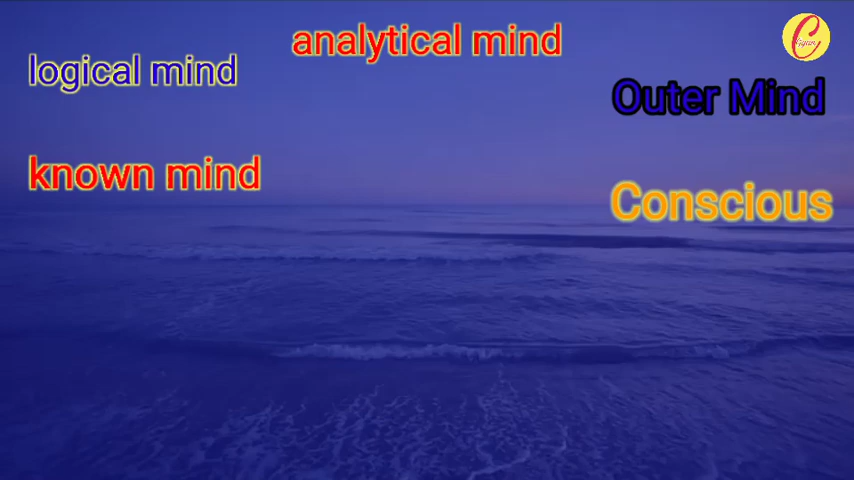 analytical mind
logical mind
Outer Mind
known mind
Conscious